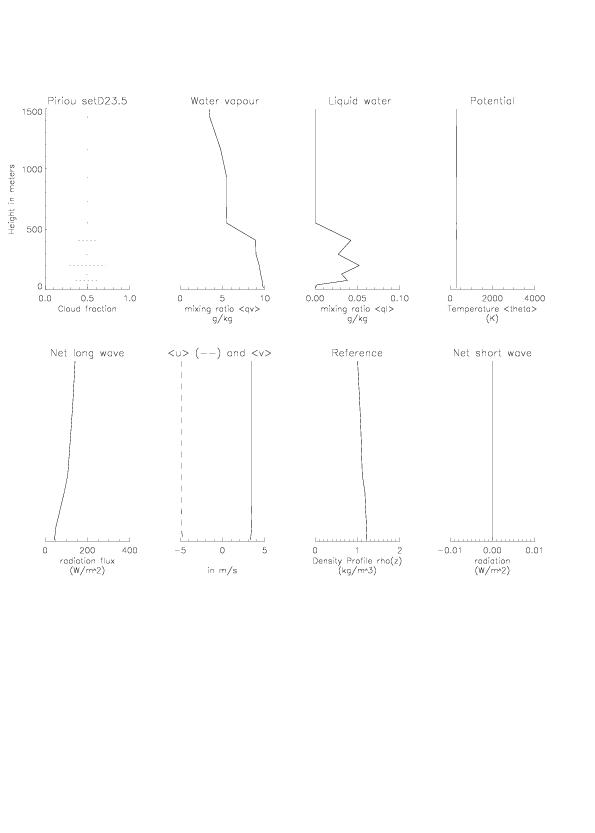 Piriou setD23.5
Water vapour
Liquid water
Potential
1500
1000
500
0
Height in meters
0.0 0.5 1.0
0 5 10
0.00 0.05 0.10
0 2000 4000
Cloud fraction
mixing ratio <qv>
mixing ratio <ql>
Temperature <theta>
g/kg
g/kg
(K)
Net long wave
<u> (--) and <v>
Reference
Net short wave
0 200 400
-5 0 5
0 1 2
-0.01 0.00 0.01
radiation flux
in m/s
Density Profile rho(z)
radiation
(W/m^2)
(kg/m^3)
(W/m^2)